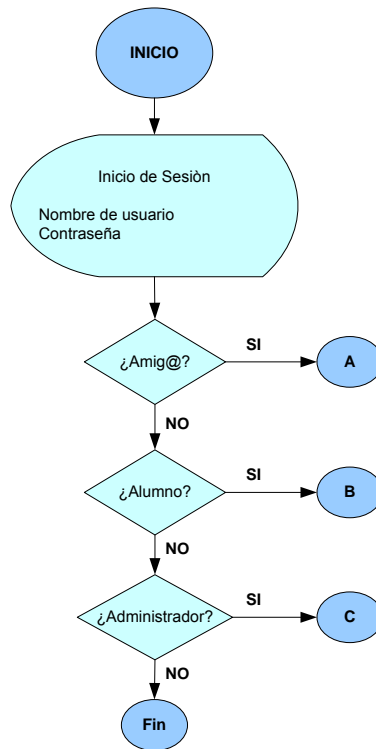 INICIO
Inicio de Sesiòn
Nombre de usuario
Contraseña
¿Amig@?
SI
A
NO
¿Alumno?
SI
B
NO
¿Administrador?
SI
C
NO
Fin